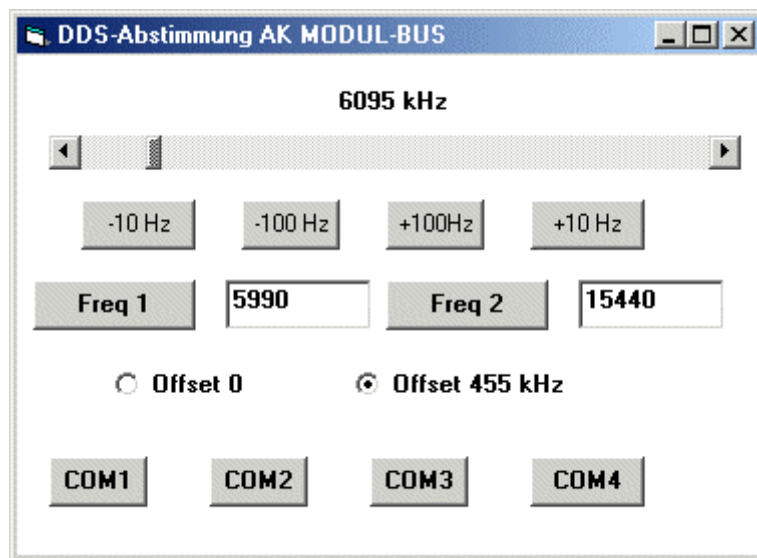 DDS-Abstimmung AK MODUL-BUS
6095 kHz
-10 Hz -100 Hz +100Hz +10 Hz
Freq 1 5990 Freq 2 15440
Offset 0 Offset 455 kHz
COM1 COM2 COM3 COM4